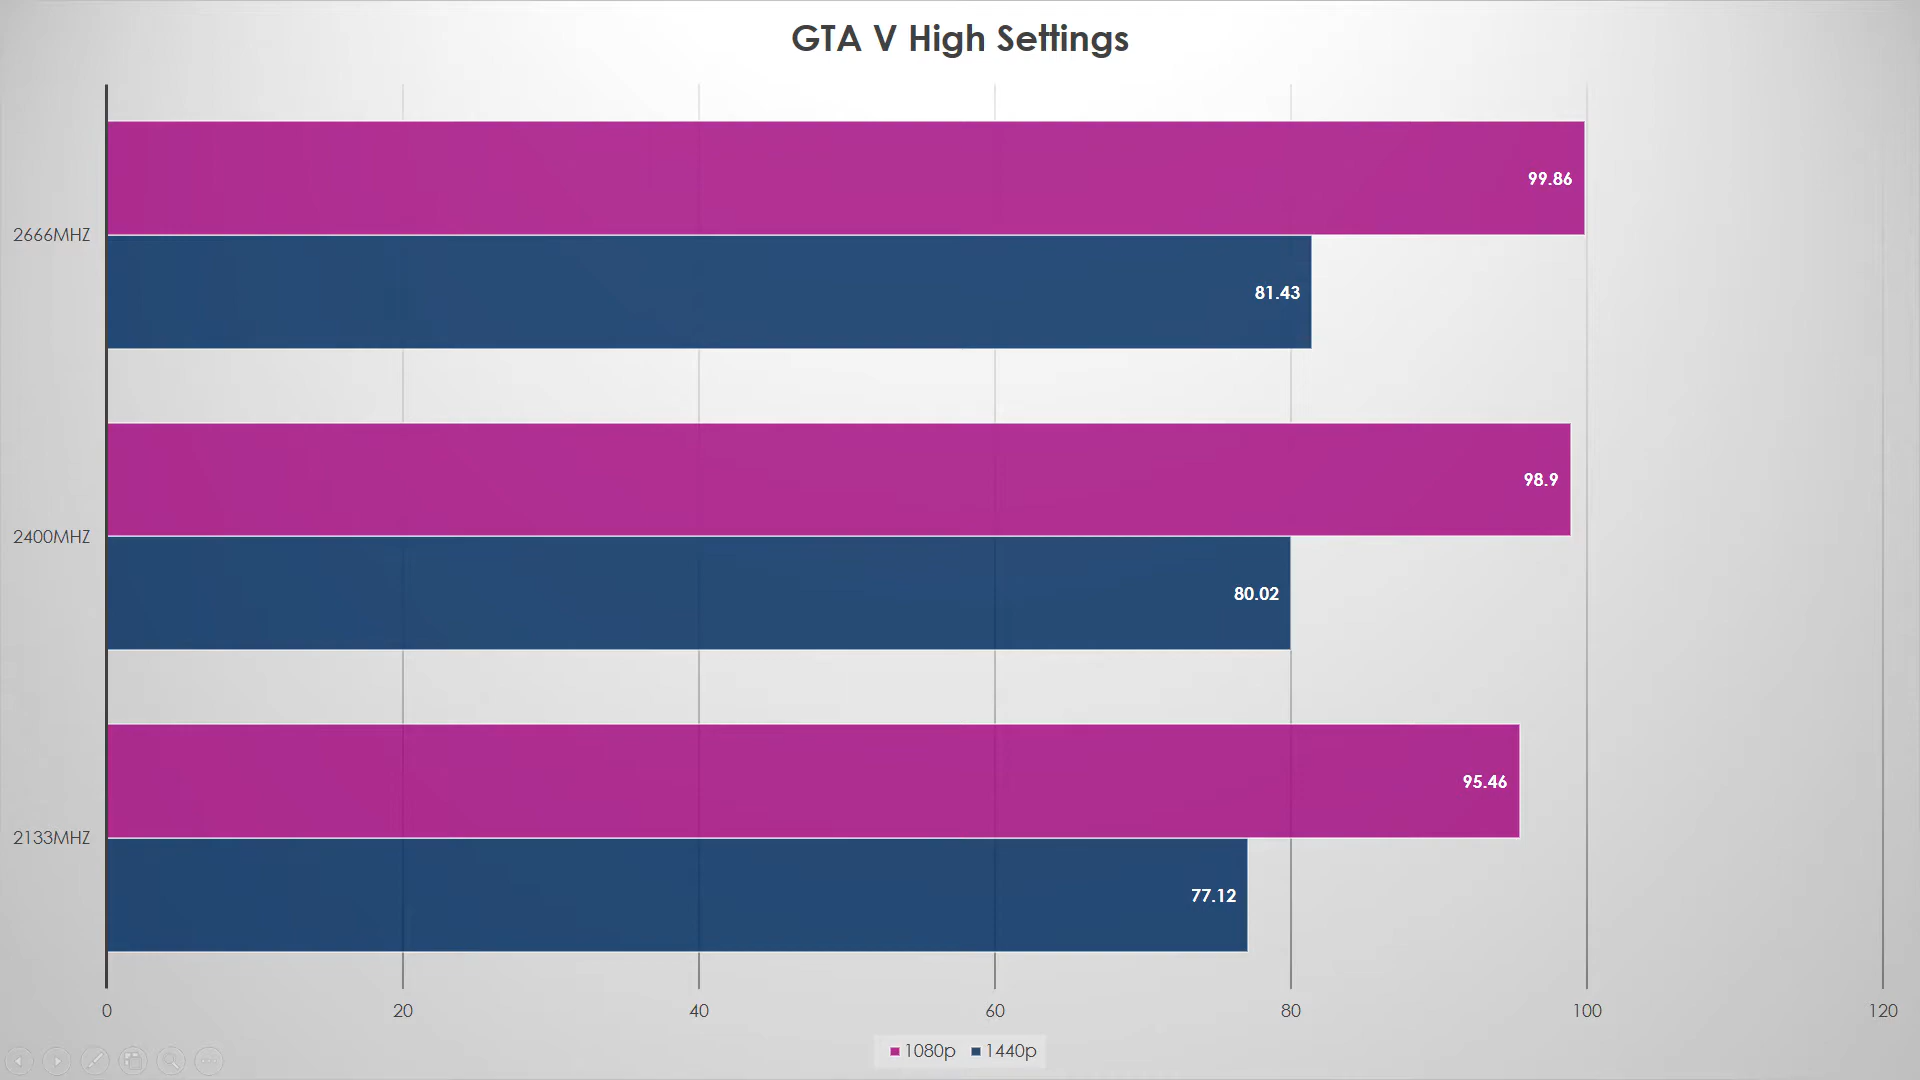 GTA V High Settings
2666MHZ
99.86
81.43
2400MHZ
98.9
80.02
2133MHZ
95.46
77.12
0 20 40 60 80 100 120
1080p 1440p